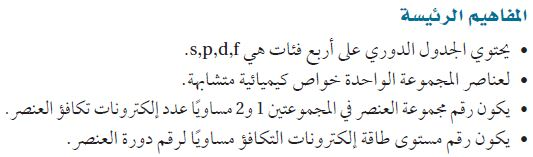 المفاهيم الرئيسة
• يحتوي الجدول الدوري على أربع فئات هي s,p,d,f.
• لعناصر المجموعة الواحدة خواص كيميائية متشابهة.
• يكون رقم مجموعة العنصر في المجموعتين 1 و2 مساويًا عدد إلكترونات تكافؤ العنصر.
• يكون رقم مستوى طاقة إلكترونات التكافؤ مساويًا لرقم دورة العنصر.